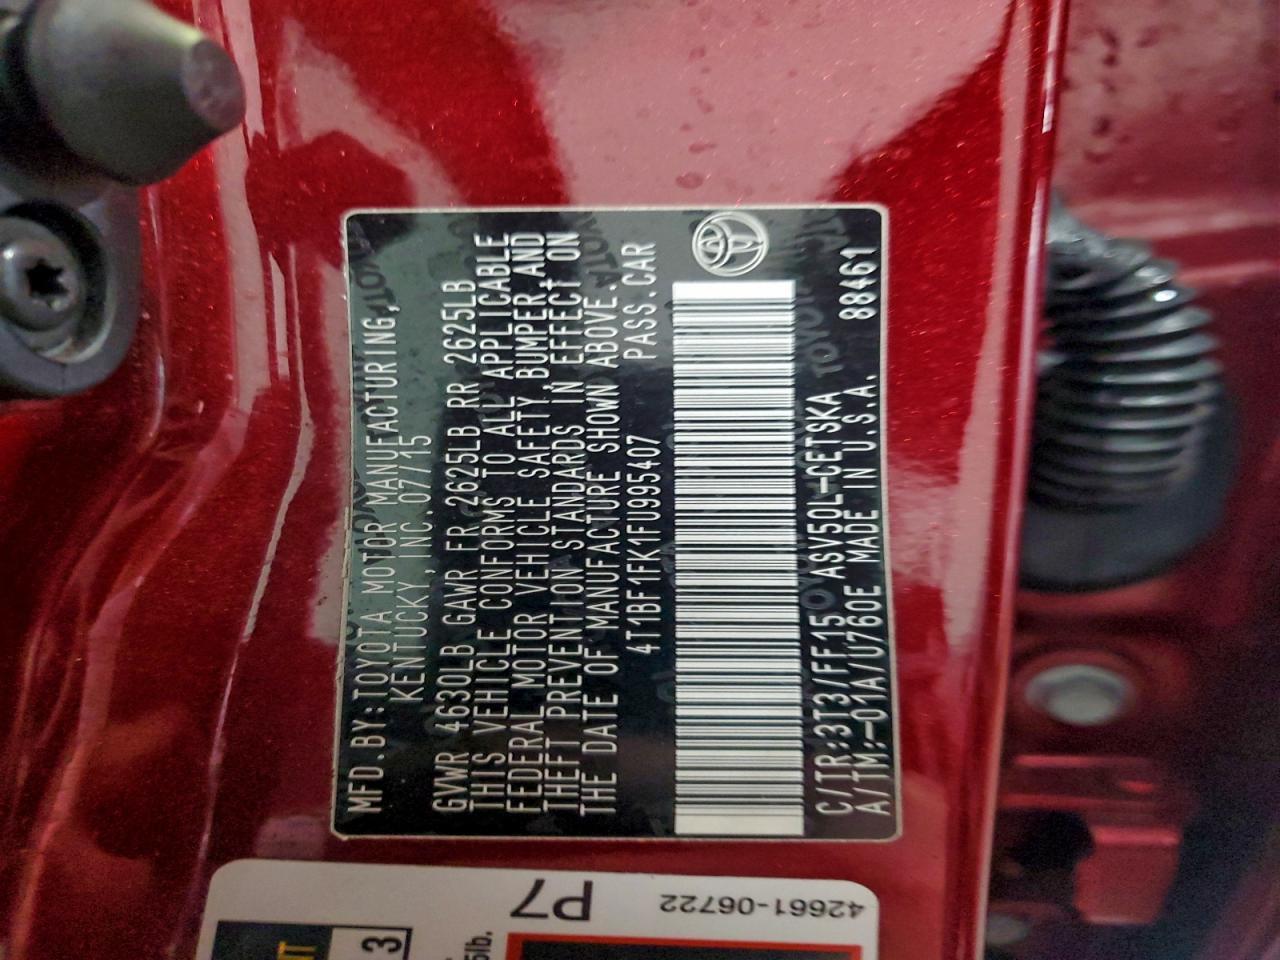 MFD.BY:TOYOTA MOTOR MANUFACTURING,
KENTUCKY,INC.07/15
GVWR 4630LB GAWR FR 2625LB RR 2625LB
THIS VEHICLE CONFORMS TO ALL APPLICABLE
FEDERAL MOTOR VEHICLE SAFETY,BUMPER,AND
THEFT PREVENTION STANDARDS IN EFFECT ON
THE DATE OF MANUFACTURE SHOWN ABOVE.
4T1BF1FK1FU995407 PASS.CAR
C/TR:3T3/FF15 ASV50L-CETSKA
A/TM:-01A/U760E MADE IN U.S.A. 88461
P7
42661-06722
3